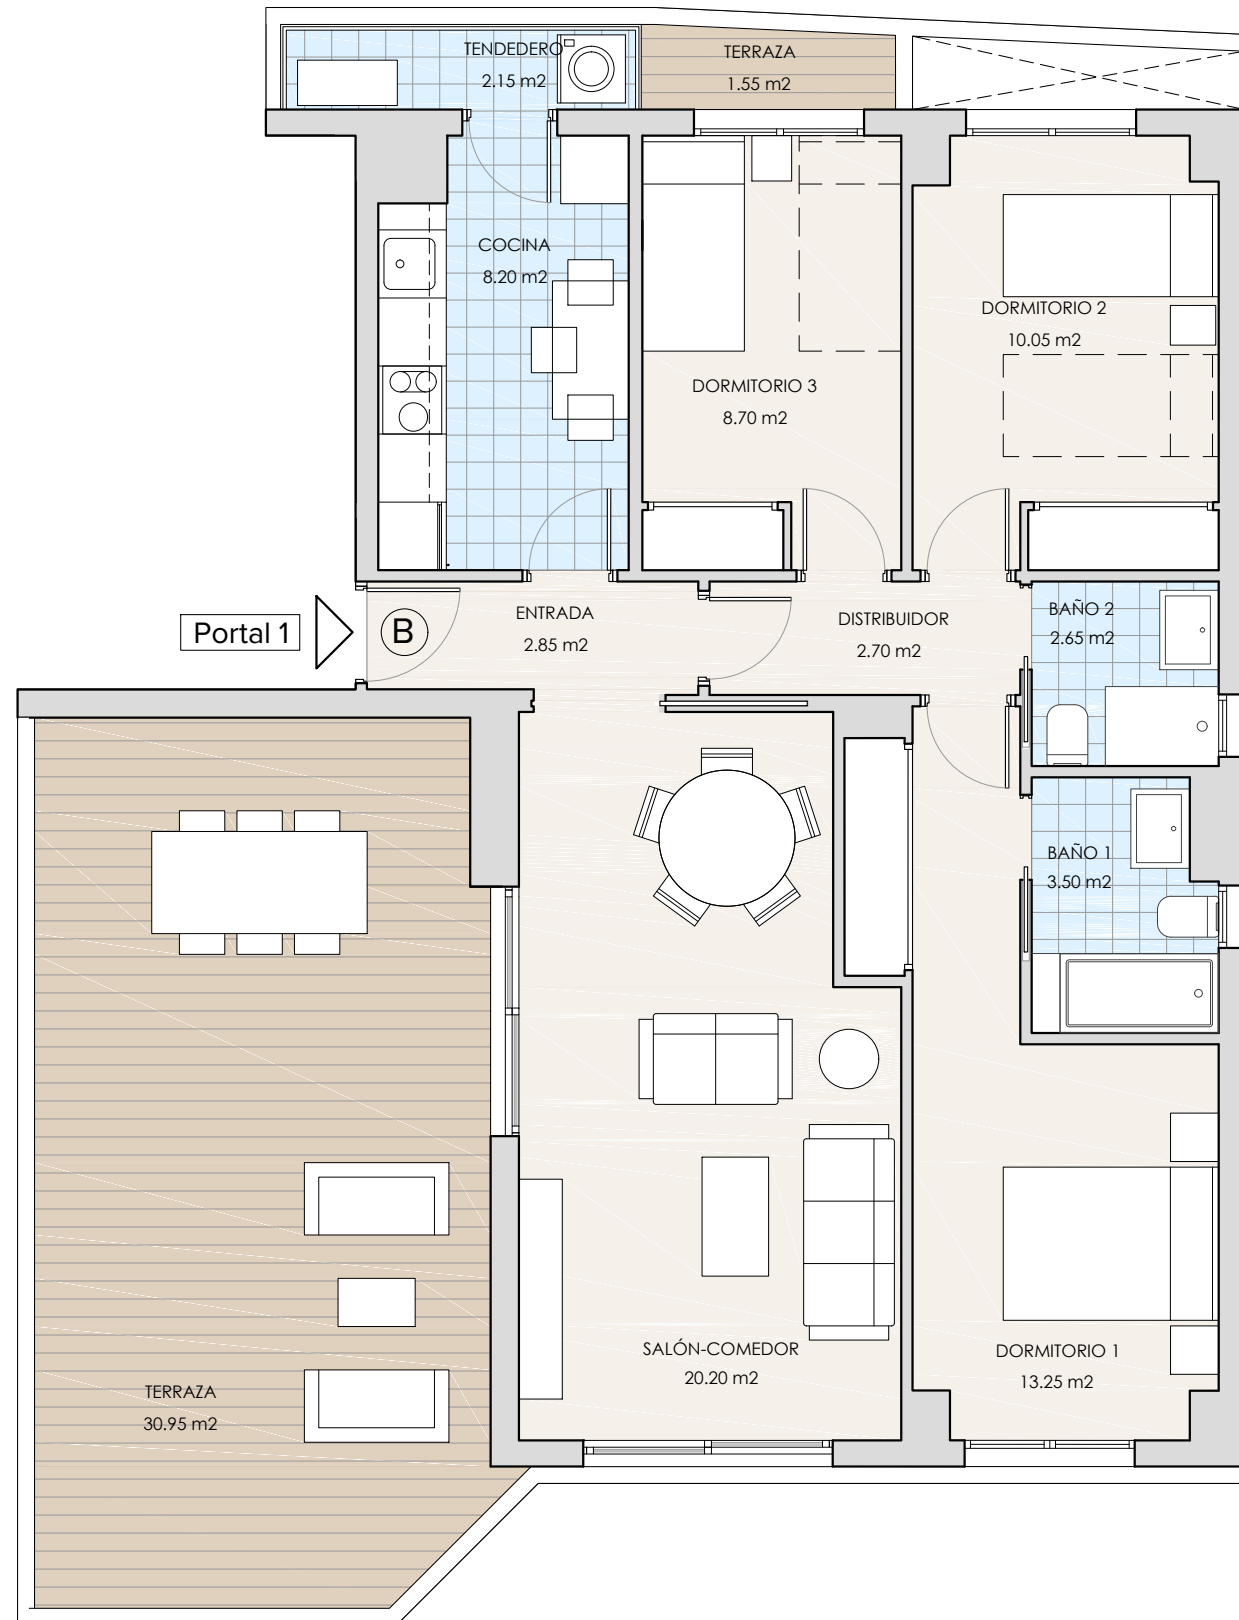 TENDEDERO
2.15 m2
TERRAZA
1.55 m2
COCINA
8.20 m2
DORMITORIO 2
10.05 m2
DORMITORIO 3
8.70 m2
Portal 1
B
ENTRADA
2.85 m2
DISTRIBUIDOR
2.70 m2
BAÑO 2
2.65 m2
BAÑO 1
3.50 m2
SALÓN-COMEDOR
20.20 m2
DORMITORIO 1
13.25 m2
TERRAZA
30.95 m2